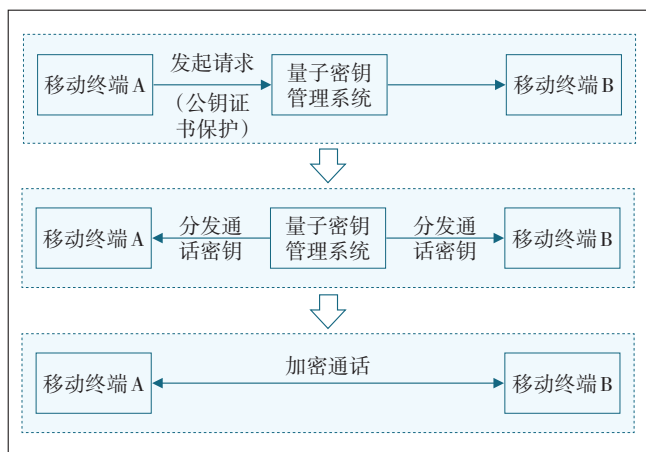 发起请求
移动终端A
量子密钥
管理系统
移动终端B
（公钥证
书保护）
分发通
话密钥
移动终端A
量子密钥
管理系统
分发通
话密钥
移动终端B
加密通话
移动终端A
移动终端B